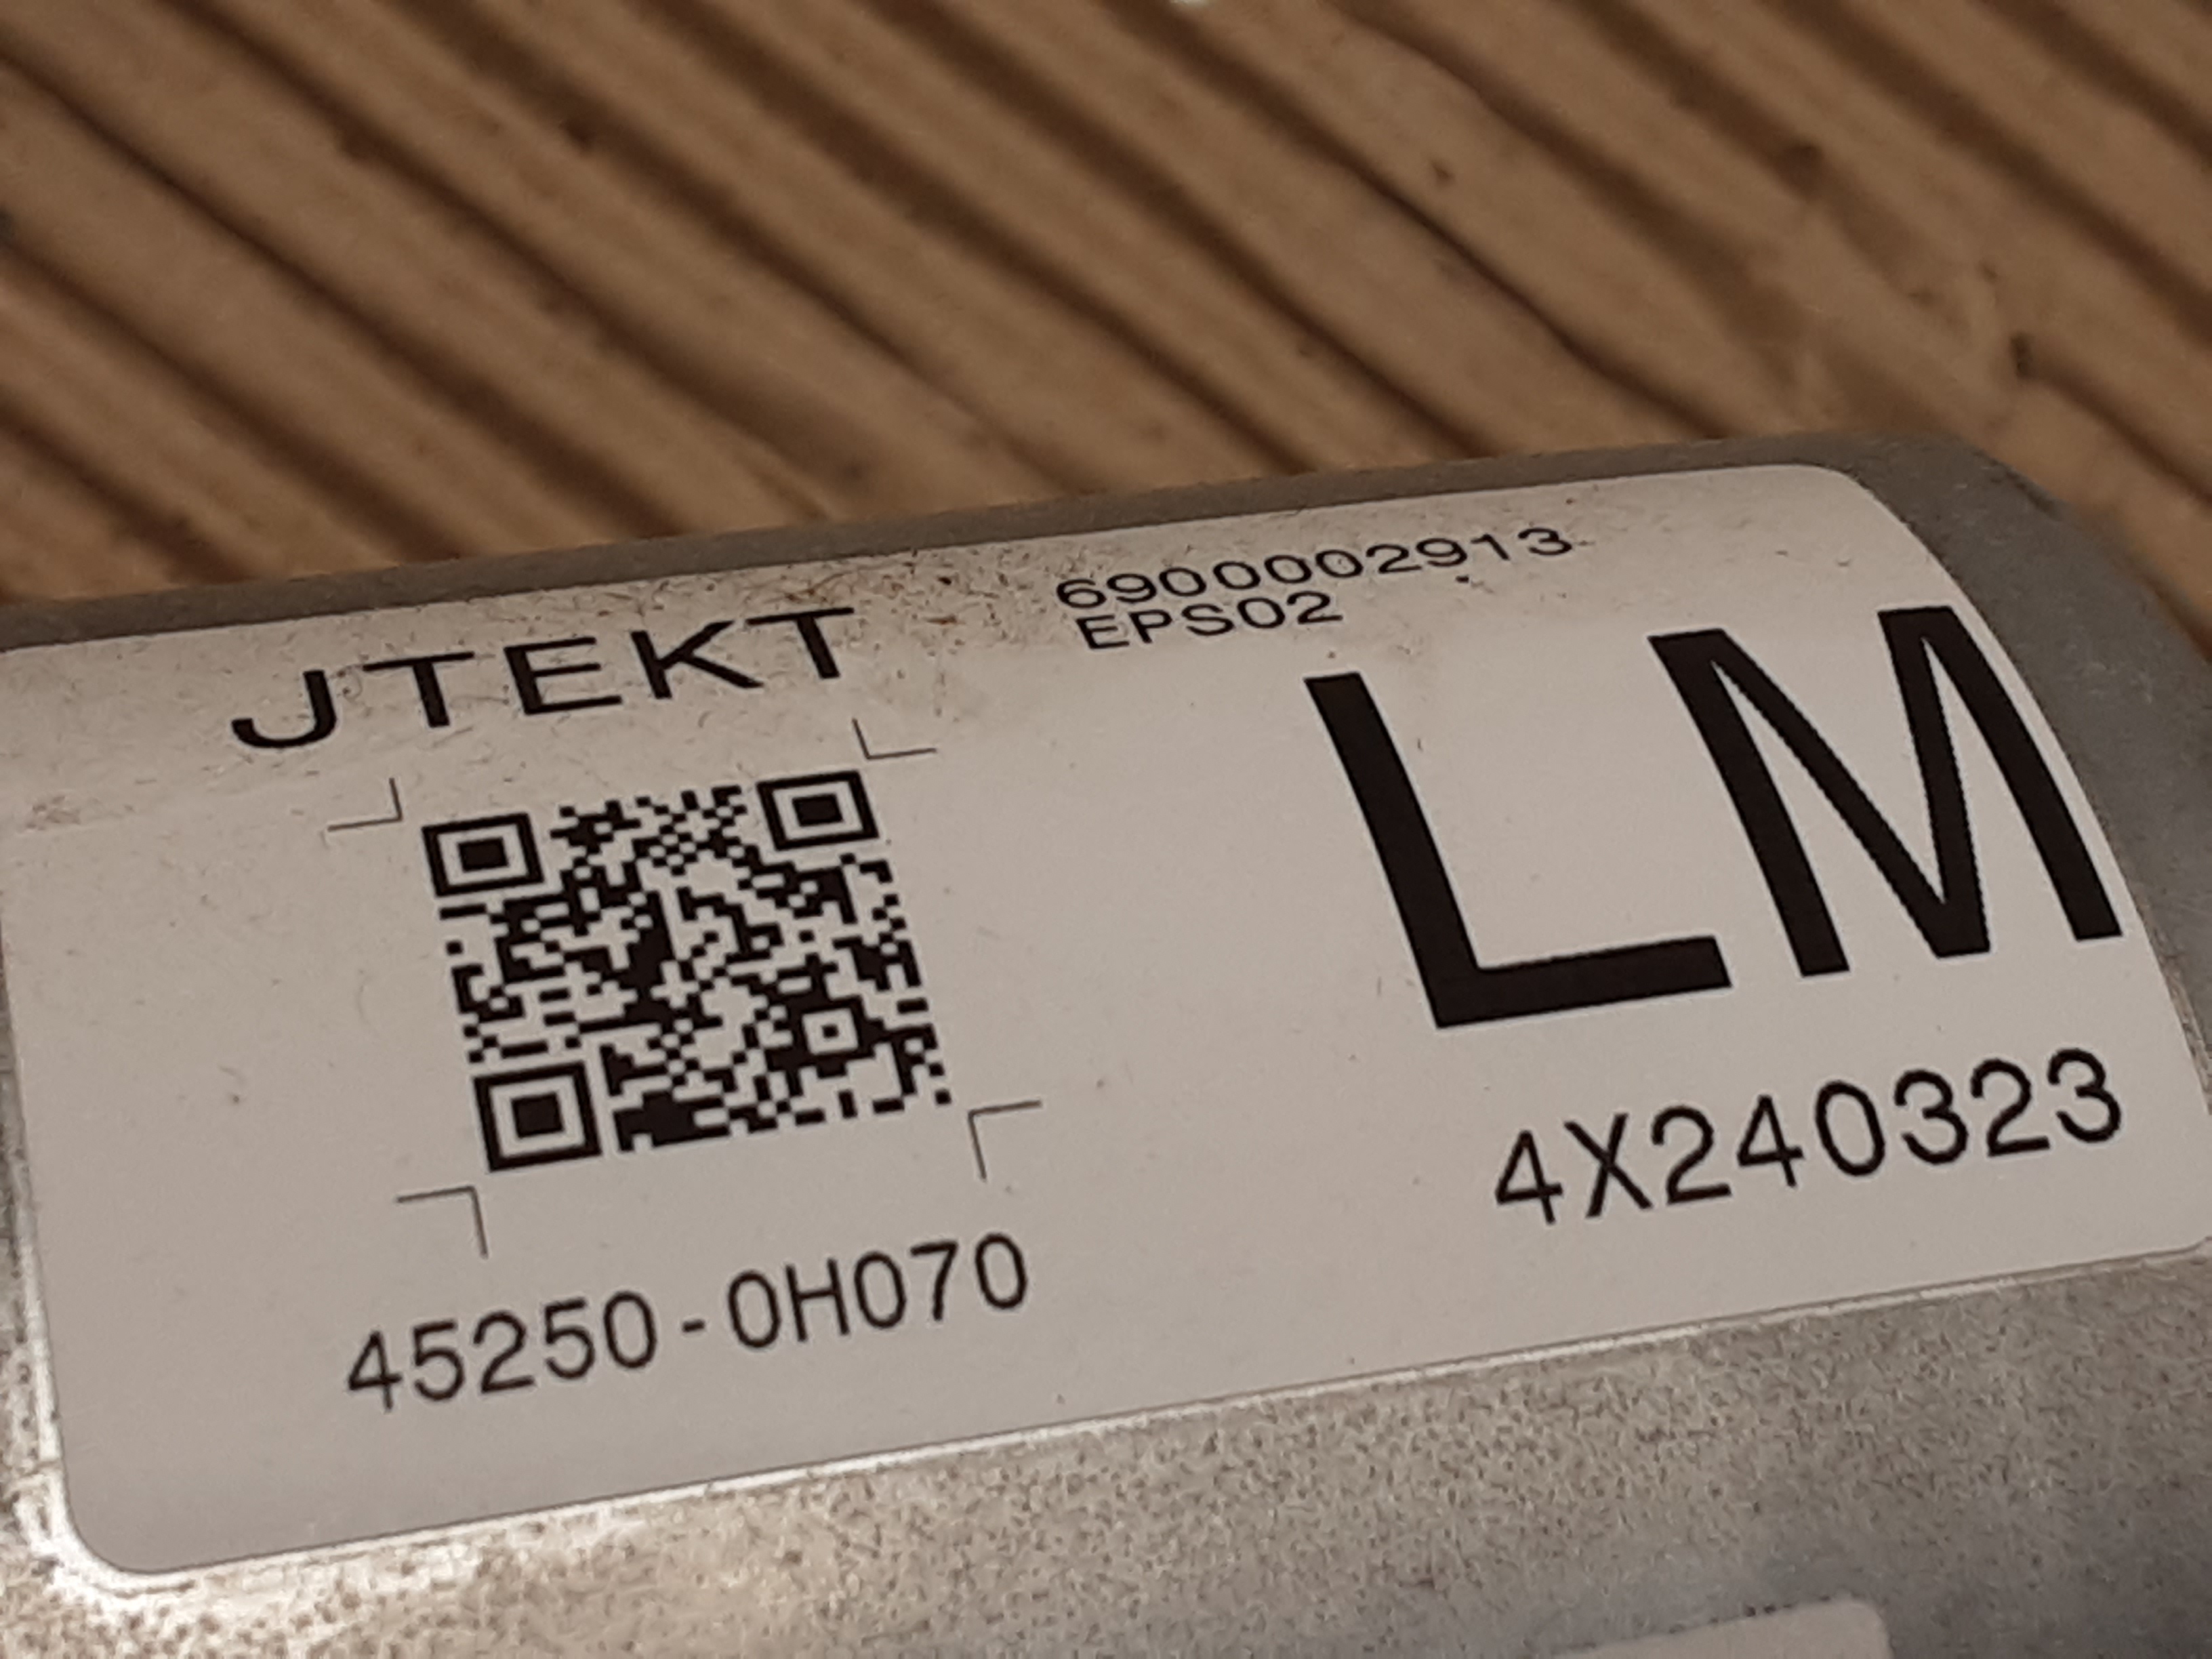 JTEKT
6900002913
EPS02
LM
4X240323
45250-0H070